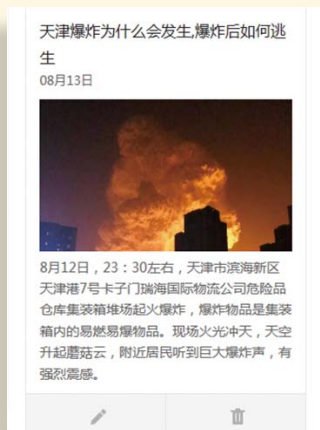 天津爆炸为什么会发生,爆炸后如何逃
生
08月13日
8月12日，23：30左右，天津市滨海新区
天津港7号卡子门瑞海国际物流公司危险品
仓库集装箱堆场起火爆炸，爆炸物品是集装
箱内的易燃易爆物品。现场火光冲天，天空
升起蘑菇云，附近居民听到巨大爆炸声，有
强烈震感。